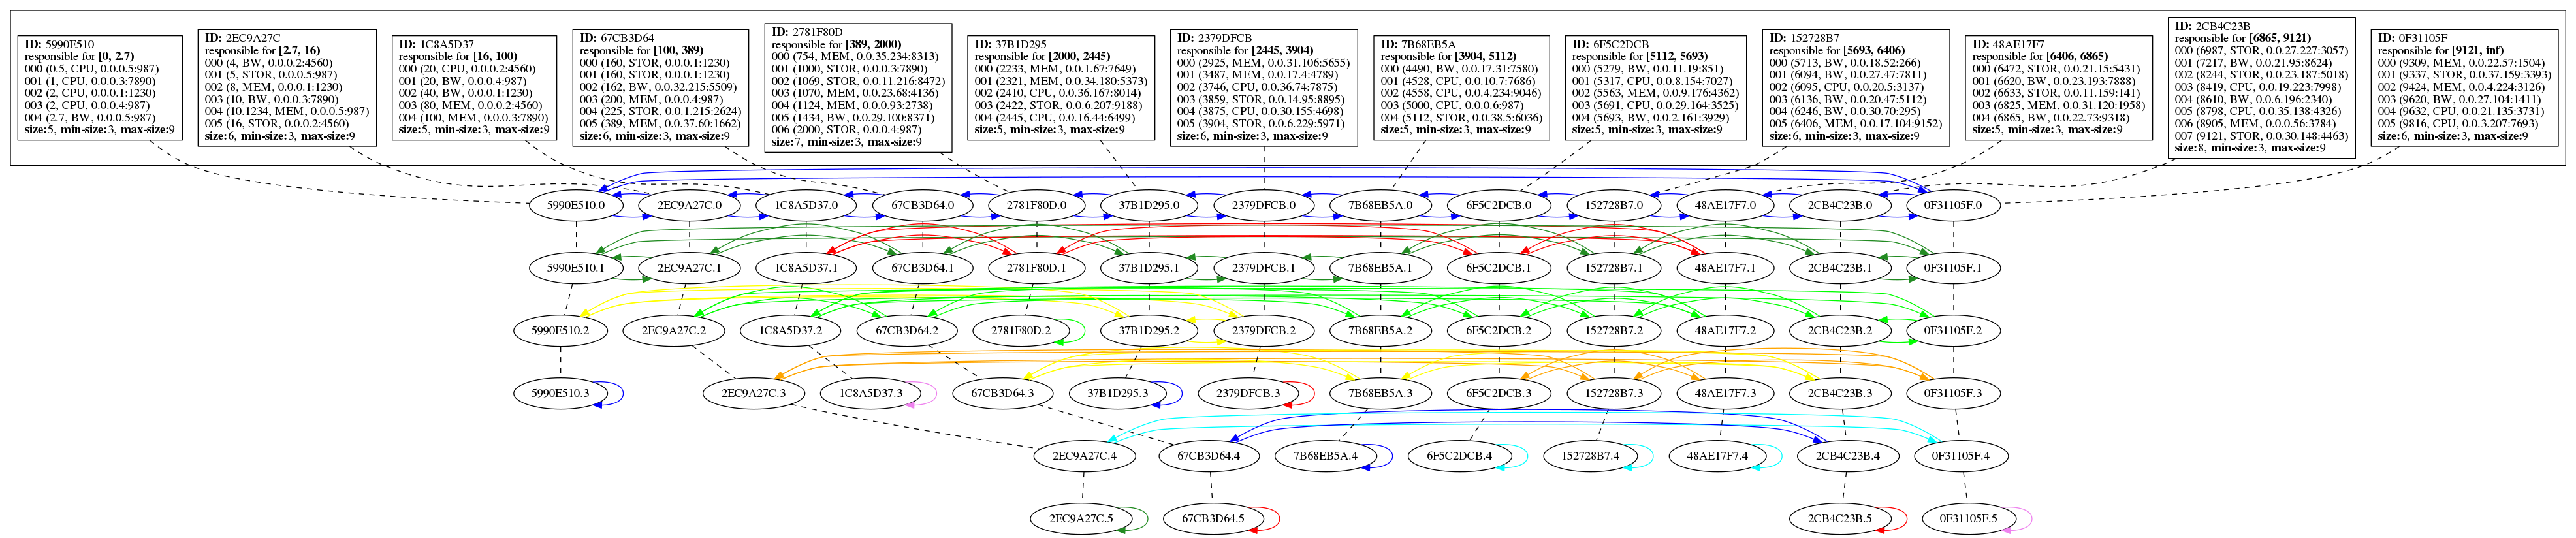 ID: 5990E510
responsible for [0, 2.7)
000 (0.5, CPU, 0.0.0.5:987)
001 (1, CPU, 0.0.0.3:7890)
002 (2, CPU, 0.0.0.1:1230)
003 (2, CPU, 0.0.0.4:987)
004 (2.7, BW, 0.0.0.5:987)
size:5, min-size:3, max-size:9
ID: 2EC9A27C
responsible for [2.7, 16)
000 (4, BW, 0.0.0.2:4560)
001 (5, STOR, 0.0.0.5:987)
002 (8, MEM, 0.0.0.1:1230)
003 (10, BW, 0.0.0.3:7890)
004 (10.1234, MEM, 0.0.0.5:987)
005 (16, STOR, 0.0.0.2:4560)
size:6, min-size:3, max-size:9
ID: 1C8A5D37
responsible for [16, 100)
000 (20, CPU, 0.0.0.2:4560)
001 (20, BW, 0.0.0.4:987)
002 (40, BW, 0.0.0.1:1230)
003 (80, MEM, 0.0.0.2:4560)
004 (100, MEM, 0.0.0.3:7890)
size:5, min-size:3, max-size:9
ID: 67CB3D64
responsible for [100, 389)
000 (160, STOR, 0.0.0.1:1230)
001 (160, STOR, 0.0.0.1:1230)
002 (162, BW, 0.0.32.215:5509)
003 (200, MEM, 0.0.0.4:987)
004 (225, STOR, 0.0.1.215:2624)
005 (389, MEM, 0.0.37.60:1662)
size:6, min-size:3, max-size:9
ID: 2781F80D
responsible for [389, 2000)
000 (754, MEM, 0.0.35.234:8313)
001 (1000, STOR, 0.0.0.3:7890)
002 (1069, STOR, 0.0.11.216:8472)
003 (1070, MEM, 0.0.23.68:4136)
004 (1124, MEM, 0.0.0.93:2738)
005 (1434, BW, 0.0.29.100:8371)
006 (2000, STOR, 0.0.0.4:987)
size:7, min-size:3, max-size:9
ID: 37B1D295
responsible for [2000, 2445)
000 (2233, MEM, 0.0.1.67:7649)
001 (2321, MEM, 0.0.34.180:5373)
002 (2410, CPU, 0.0.36.167:8014)
003 (2422, STOR, 0.0.6.207:9188)
004 (2445, CPU, 0.0.16.44:6499)
size:5, min-size:3, max-size:9
ID: 2379DFCB
responsible for [2445, 3904)
000 (2925, MEM, 0.0.31.106:5655)
001 (3487, MEM, 0.0.17.4:4789)
002 (3746, CPU, 0.0.36.74:7875)
003 (3859, STOR, 0.0.14.95:8895)
004 (3875, CPU, 0.0.30.155:4698)
005 (3904, STOR, 0.0.6.229:5971)
size:6, min-size:3, max-size:9
ID: 7B68EB5A
responsible for [3904, 5112)
000 (4490, BW, 0.0.17.31:7580)
001 (4528, CPU, 0.0.10.7:7686)
002 (4558, CPU, 0.0.4.234:9046)
003 (5000, CPU, 0.0.0.6:987)
004 (5112, STOR, 0.0.38.5:6036)
size:5, min-size:3, max-size:9
ID: 6F5C2DCB
responsible for [5112, 5693)
000 (5279, BW, 0.0.11.19:851)
001 (5317, CPU, 0.0.8.154:7027)
002 (5563, MEM, 0.0.9.176:4362)
003 (5691, CPU, 0.0.29.164:3525)
004 (5693, BW, 0.0.2.161:3929)
size:5, min-size:3, max-size:9
ID: 152728B7
responsible for [5693, 6406)
000 (5713, BW, 0.0.18.52:266)
001 (6094, BW, 0.0.27.47:7811)
002 (6095, CPU, 0.0.20.5:3137)
003 (6136, BW, 0.0.20.47:5112)
004 (6246, BW, 0.0.30.70:295)
005 (6406, MEM, 0.0.17.104:9152)
size:6, min-size:3, max-size:9
ID: 48AE17F7
responsible for [6406, 6865)
000 (6472, STOR, 0.0.21.15:5431)
001 (6620, BW, 0.0.23.193:7888)
002 (6633, STOR, 0.0.11.159:141)
003 (6825, MEM, 0.0.31.120:1958)
004 (6865, BW, 0.0.22.73:9318)
size:5, min-size:3, max-size:9
ID: 2CB4C23B
responsible for [6865, 9121)
000 (6987, STOR, 0.0.27.227:3057)
001 (7217, BW, 0.0.21.95:8624)
002 (8244, STOR, 0.0.23.187:5018)
003 (8419, CPU, 0.0.19.223:7998)
004 (8610, BW, 0.0.6.196:2340)
005 (8798, CPU, 0.0.35.138:4326)
006 (8905, MEM, 0.0.0.56:3784)
007 (9121, STOR, 0.0.30.148:4463)
size:8, min-size:3, max-size:9
ID: 0F31105F
responsible for [9121, inf)
000 (9309, MEM, 0.0.22.57:1504)
001 (9337, STOR, 0.0.37.159:3393)
002 (9424, MEM, 0.0.4.224:3126)
003 (9620, BW, 0.0.27.104:1411)
004 (9632, CPU, 0.0.21.135:3731)
005 (9816, CPU, 0.0.3.207:7693)
size:6, min-size:3, max-size:9
5990E510.0 2EC9A27C.0 1C8A5D37.0 67CB3D64.0 2781F80D.0 37B1D295.0 2379DFCB.0 7B68EB5A.0 6F5C2DCB.0 152728B7.0 48AE17F7.0 2CB4C23B.0 0F31105F.0
5990E510.1 2EC9A27C.1 1C8A5D37.1 67CB3D64.1 2781F80D.1 37B1D295.1 2379DFCB.1 7B68EB5A.1 6F5C2DCB.1 152728B7.1 48AE17F7.1 2CB4C23B.1 0F31105F.1
5990E510.2 2EC9A27C.2 1C8A5D37.2 67CB3D64.2 2781F80D.2 37B1D295.2 2379DFCB.2 7B68EB5A.2 6F5C2DCB.2 152728B7.2 48AE17F7.2 2CB4C23B.2 0F31105F.2
5990E510.3 2EC9A27C.3 1C8A5D37.3 67CB3D64.3 37B1D295.3 2379DFCB.3 7B68EB5A.3 6F5C2DCB.3 152728B7.3 48AE17F7.3 2CB4C23B.3 0F31105F.3
2EC9A27C.4 67CB3D64.4 7B68EB5A.4 6F5C2DCB.4 152728B7.4 48AE17F7.4 2CB4C23B.4 0F31105F.4
2EC9A27C.5 67CB3D64.5 2CB4C23B.5 0F31105F.5